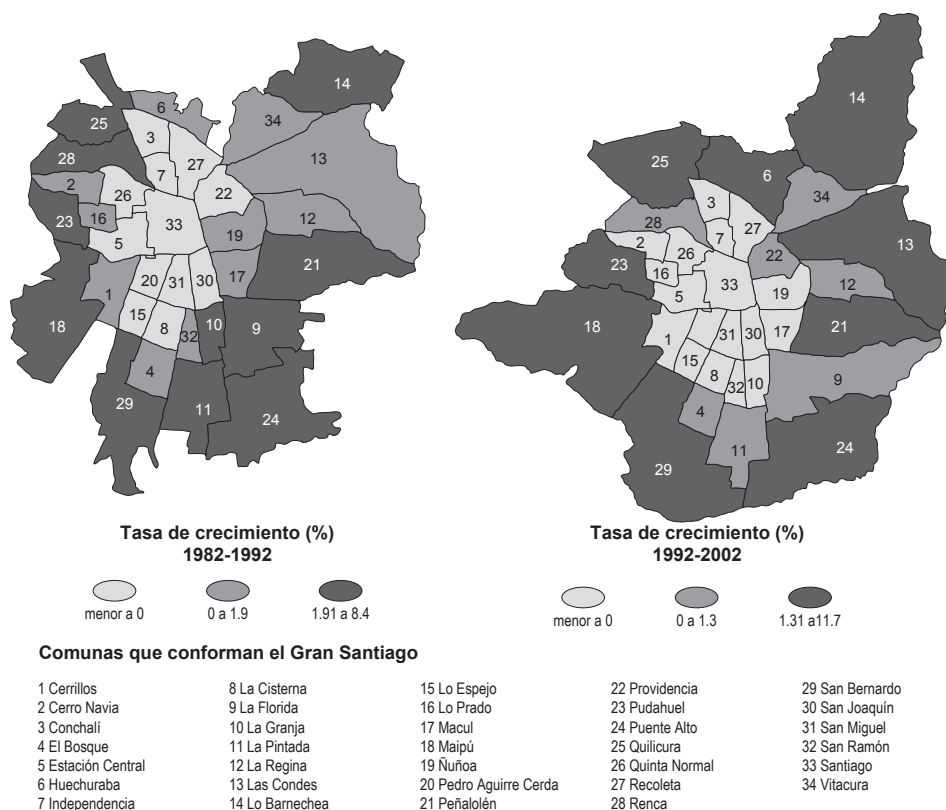 14
6
34
25
3
13
28
27
7
2
22
26
16
12
23
33
19
5
21
17
20
31
30
1
18
15
10
9
8
32
4
29
11
24
14
25
6
34
3
28
27
13
7
2
22
26
23
16
12
33
19
5
18
21
1
31
30
17
15
8
9
32
10
4
11
24
29
Tasa de crecimiento (%)
1982-1992
menor a 0
0 a 1.9
1.91 a 8.4
Tasa de crecimiento (%)
1992-2002
menor a 0
0 a 1.3
1.31 a11.7
Comunas que conforman el Gran Santiago
1 Cerrillos
2 Cerro Navia
3 Conchalí
4 El Bosque
5 Estación Central
6 Huechuraba
7 Independencia
8 La Cisterna
9 La Florida
10 La Granja
11 La Pintada
12 La Regina
13 Las Condes
14 Lo Barnechea
15 Lo Espejo
16 Lo Prado
17 Macul
18 Maipú
19 Ñuñoa
20 Pedro Aguirre Cerda
21 Peñalolén
22 Providencia
23 Pudahuel
24 Puente Alto
25 Quilicura
26 Quinta Normal
27 Recoleta
28 Renca
29 San Bernardo
30 San Joaquín
31 San Miguel
32 San Ramón
33 Santiago
34 Vitacura